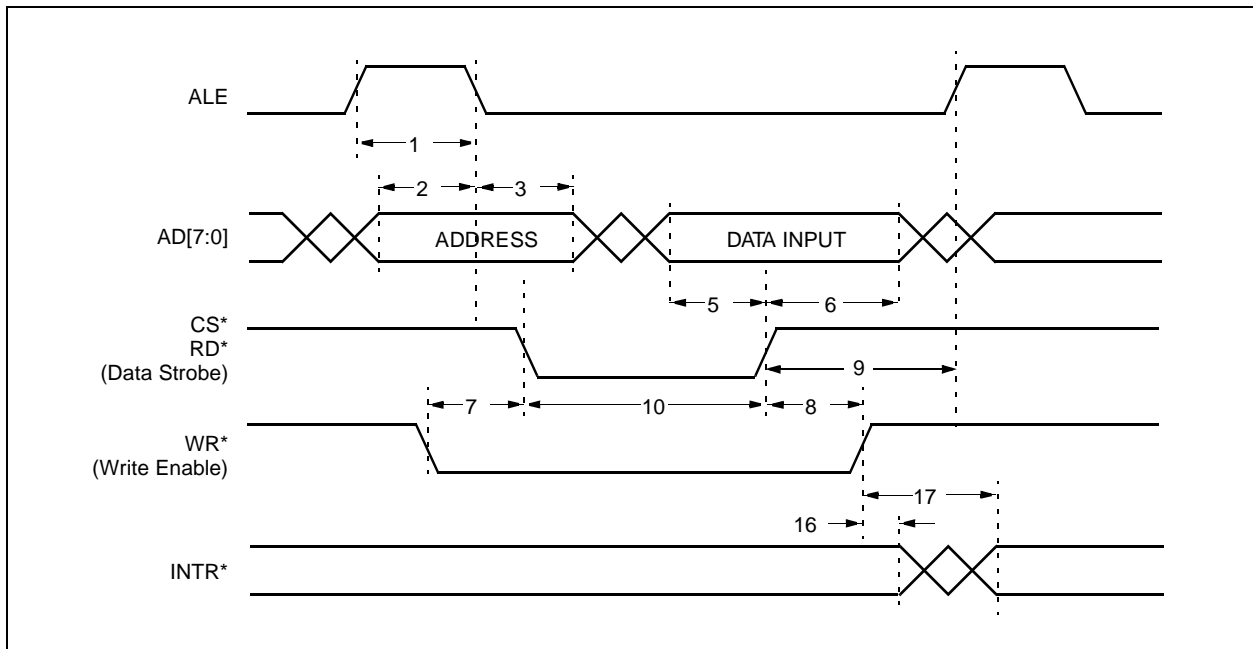 ALE
1
2
3
AD[7:0]
ADDRESS
DATA INPUT
5
6
CS*
RD*
(Data Strobe)
9
7
10
8
WR*
(Write Enable)
17
16
INTR*